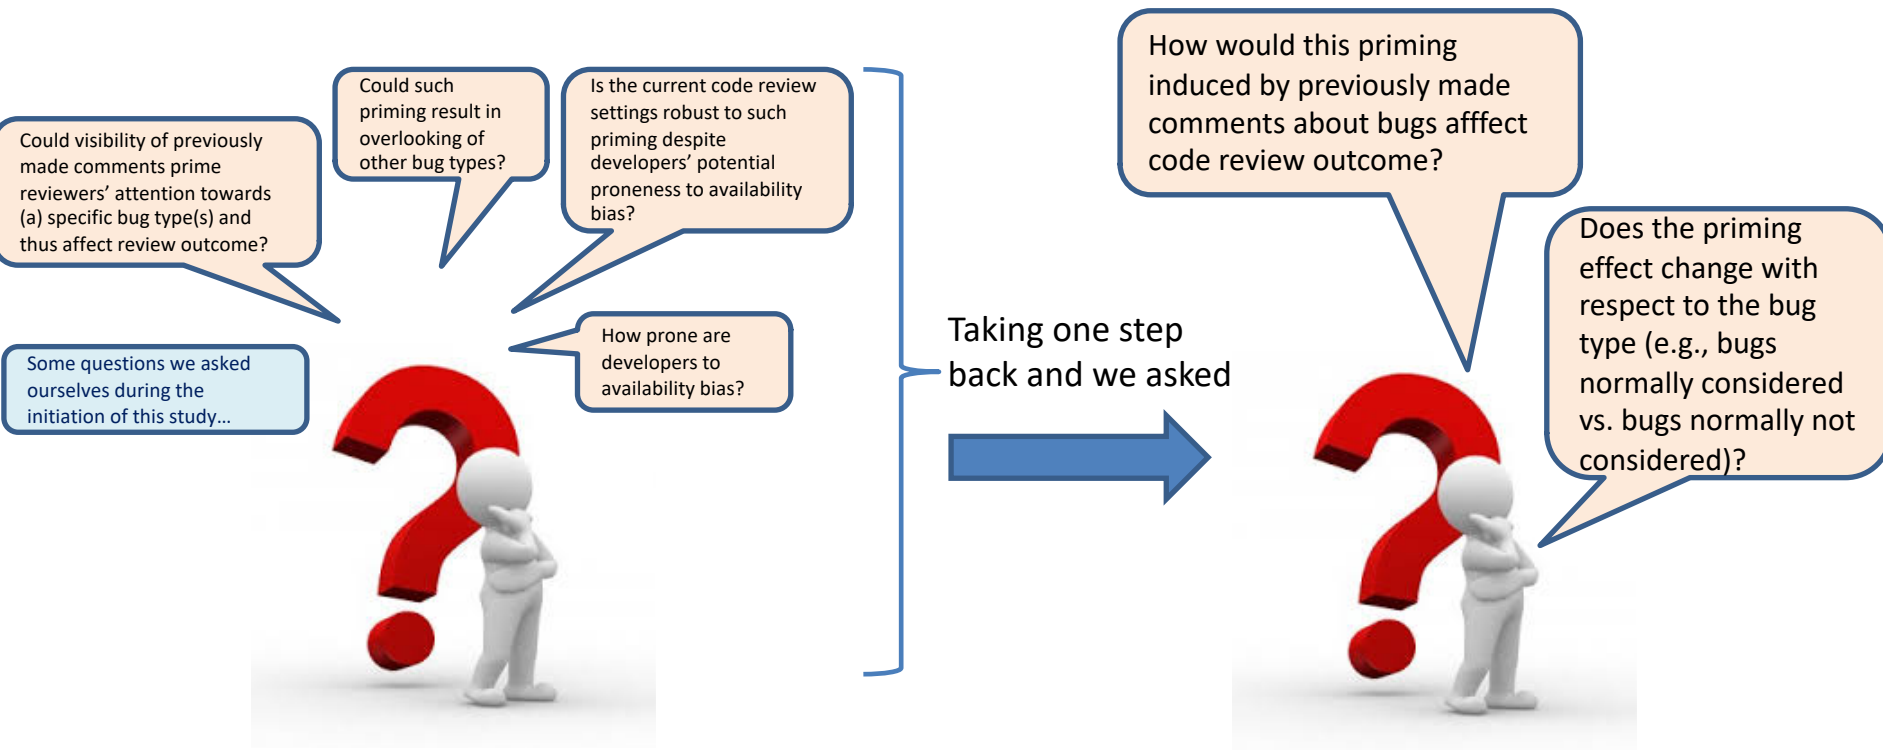 Could visibility of previously
made comments prime
reviewers’ attention towards
(a) specific bug type(s) and
thus affect review outcome?
Could such
priming result in
overlooking of
other bug types?
Is the current code review
settings robust to such
priming despite
developers’ potential
proneness to availability
bias?
How prone are
developers to
availability bias?
Some questions we asked
ourselves during the
initiation of this study…
Taking one step
back and we asked
How would this priming
induced by previously made
comments about bugs afffect
code review outcome?
Does the priming
effect change with
respect to the bug
type (e.g., bugs
normally considered
vs. bugs normally not
considered)?